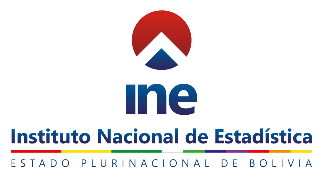 ine
Instituto Nacional de Estadística
ESTADO PLURINACIONAL DE BOLIVIA